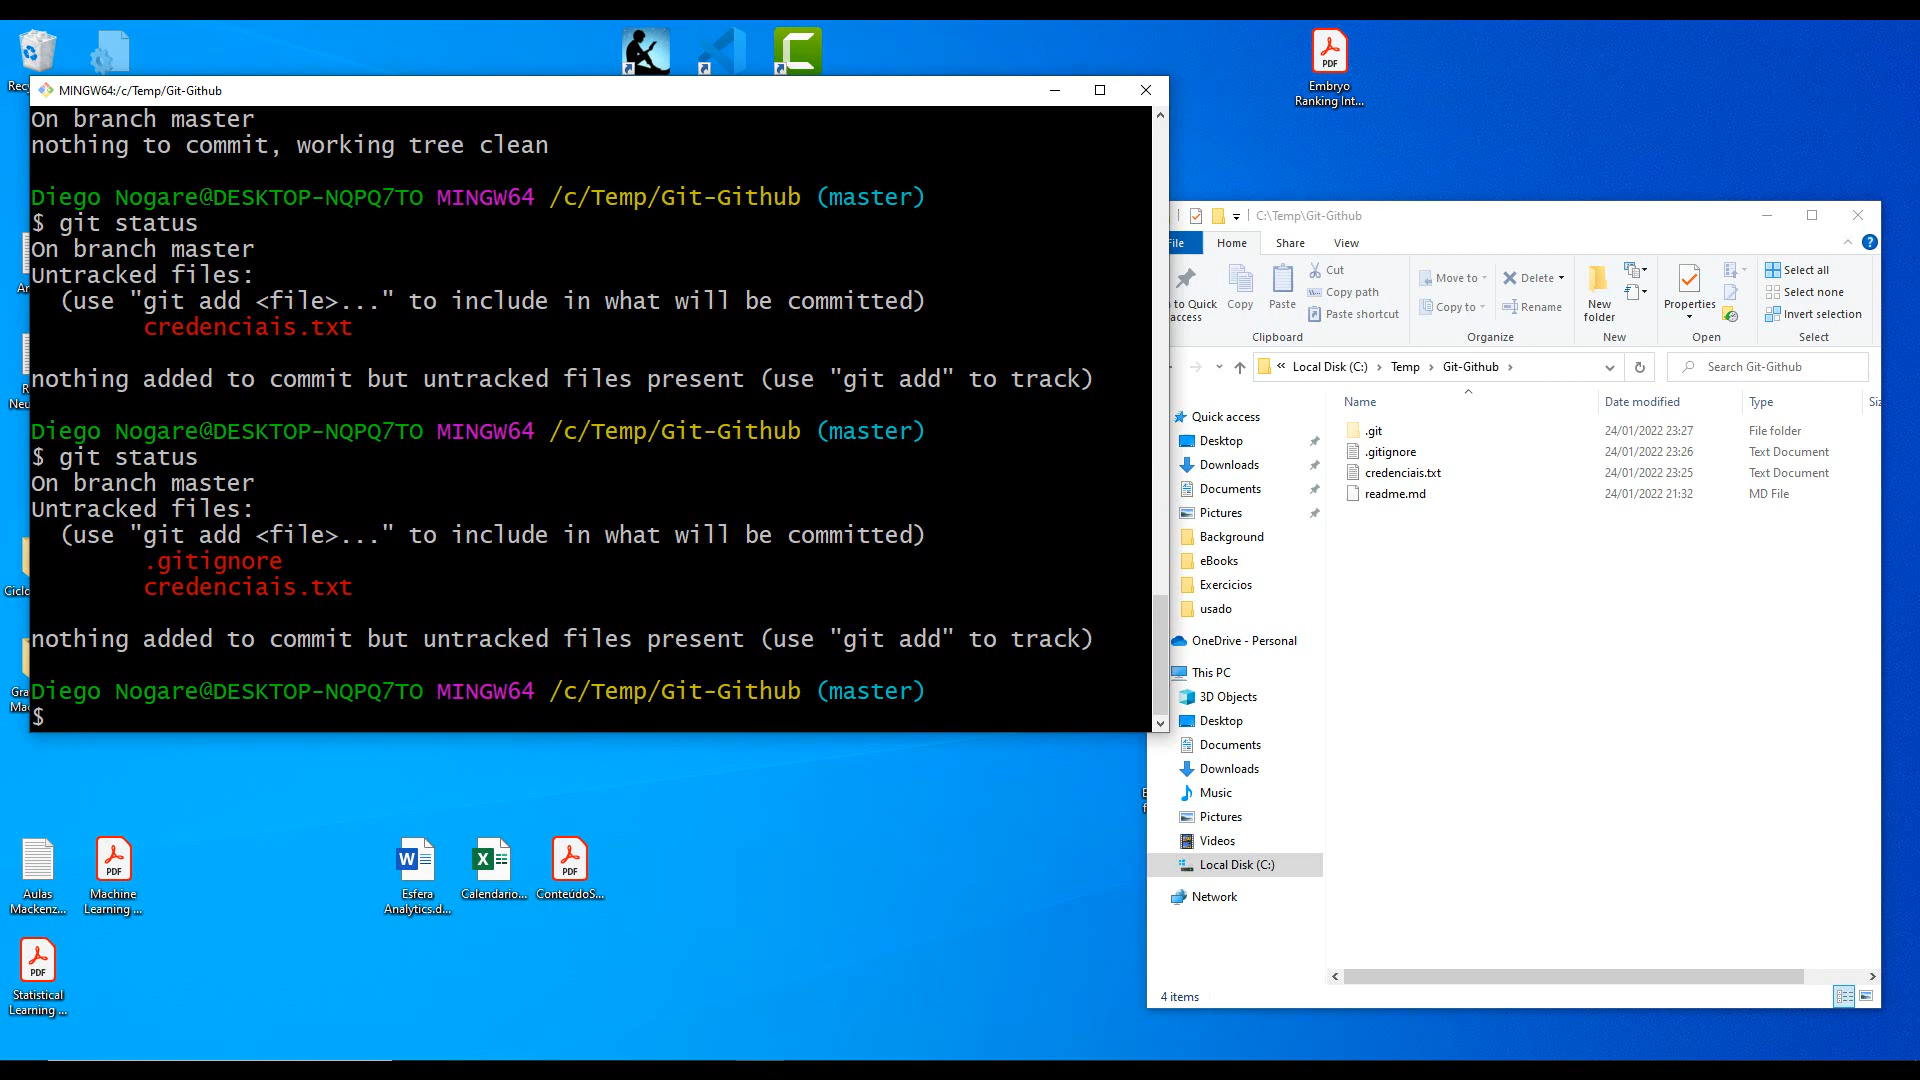 Embryo
Ranking Int...
MINGW64:/c/Temp/Git-Github
On branch master
nothing to commit, working tree clean
Diego Nogare@DESKTOP-NQPQ7TO MINGW64 /c/Temp/Git-Github (master)
$ git status
On branch master
Untracked files:
(use "git add <file>..." to include in what will be committed)
credenciais.txt
nothing added to commit but untracked files present (use "git add" to track)
Diego Nogare@DESKTOP-NQPQ7TO MINGW64 /c/Temp/Git-Github (master)
$ git status
On branch master
Untracked files:
(use "git add <file>..." to include in what will be committed)
.gitignore
credenciais.txt
nothing added to commit but untracked files present (use "git add" to track)
Diego Nogare@DESKTOP-NQPQ7TO MINGW64 /c/Temp/Git-Github (master)
$
C:\Temp\Git-Github
File Home Share View
to Quick
access
Copy
Paste
Cut
Copy path
Paste shortcut
Clipboard
Move to
Copy to
Delete
Rename
Organize
New
folder
New
Properties
Open
Select all
Select none
Invert selection
Select
« Local Disk (C:) › Temp › Git-Github ›
Search Git-Github
Name Date modified Type
.git 24/01/2022 23:27 File folder
.gitignore 24/01/2022 23:26 Text Document
credenciais.txt 24/01/2022 23:25 Text Document
readme.md 24/01/2022 21:32 MD File
Quick access
Desktop
Downloads
Documents
Pictures
Background
eBooks
Exercicios
usado
OneDrive - Personal
This PC
3D Objects
Desktop
Documents
Downloads
Music
Pictures
Videos
Local Disk (C:)
Network
4 items
Aulas
Mackenz...
PDF
Machine
Learning ...
Esfera
Analytics.d...
Calendario...
PDF
ConteúdoS...
PDF
Statistical
Learning ...
PDF